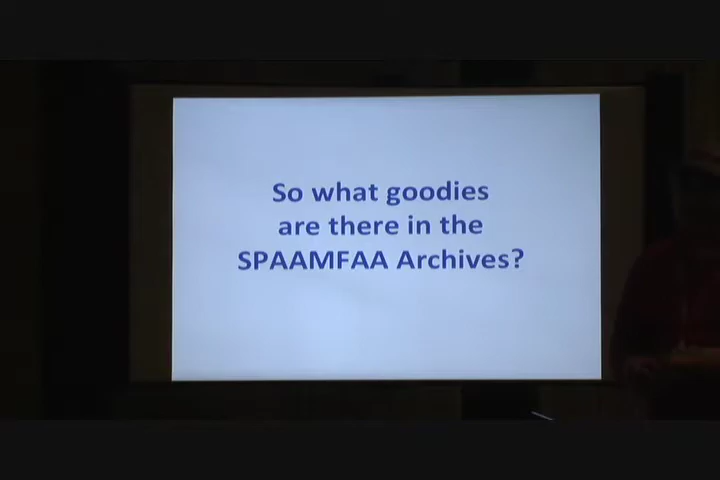 So what goodies
are there in the
SPAAMFAA Archives?